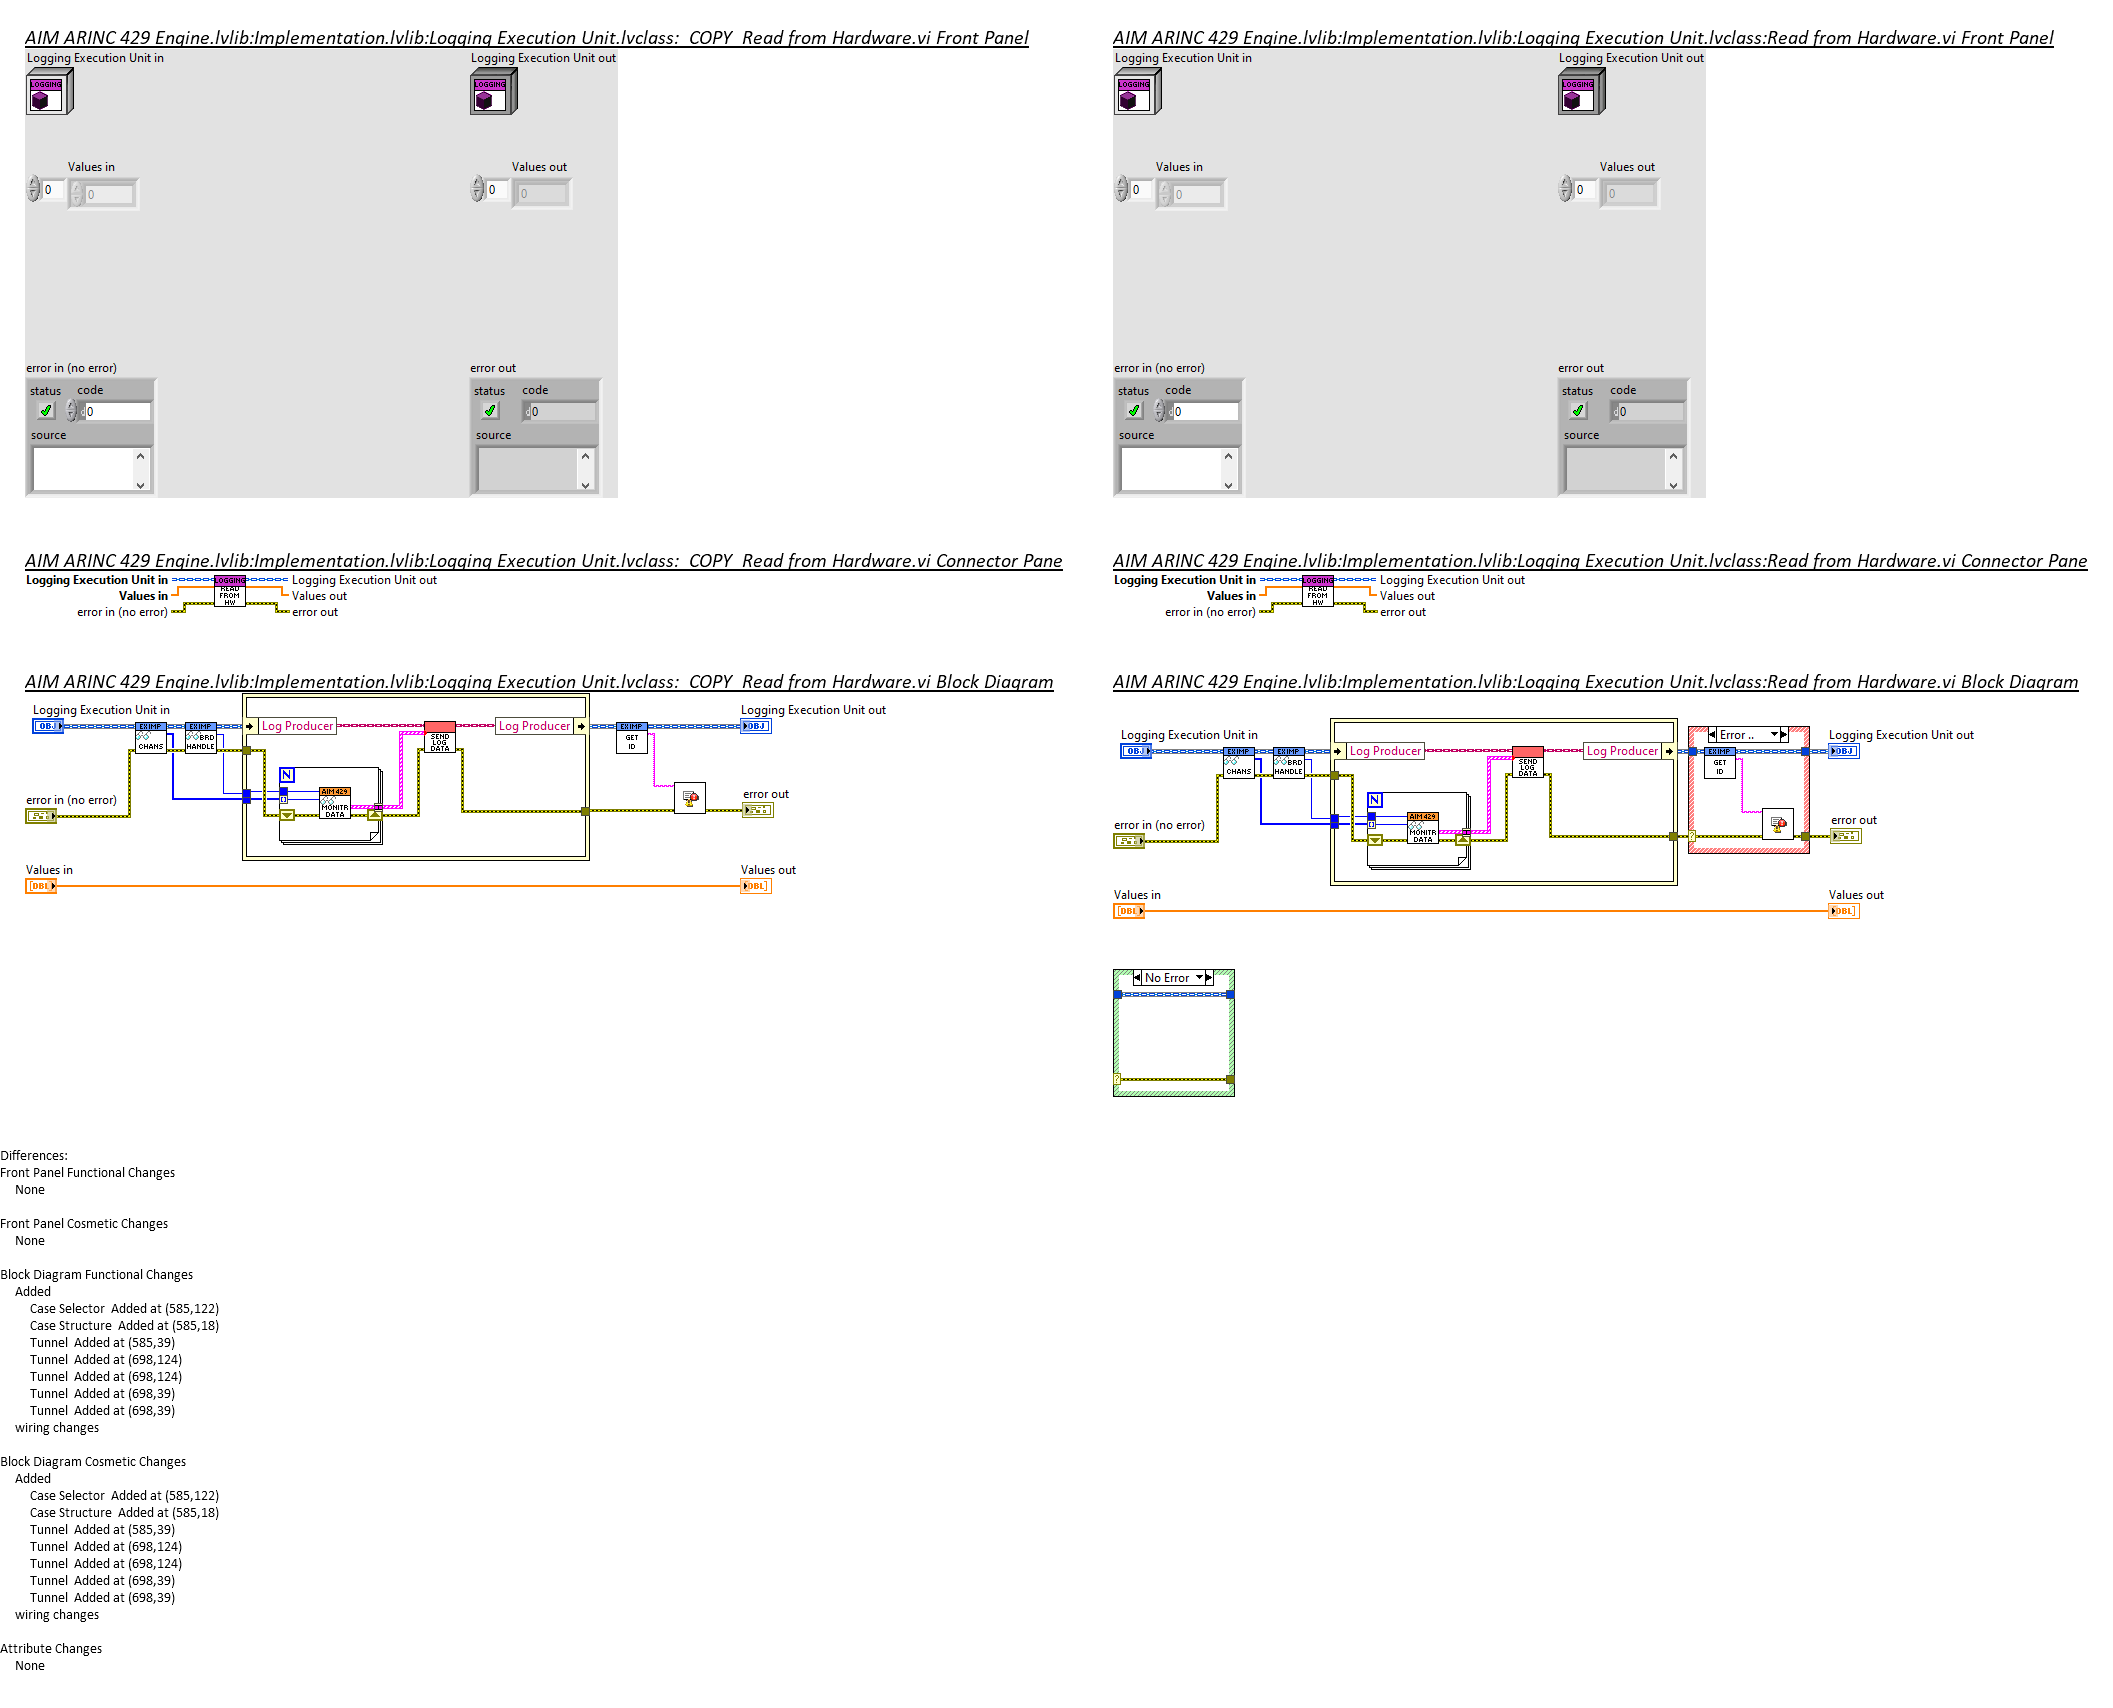 AIM ARINC 429 Engine.lvlib:Implementation.lvlib:Logging Execution Unit.lvclass:  COPY  Read from Hardware.vi Front Panel
Logging Execution Unit in
Logging Execution Unit out
LOGGING
LOGGING
Values in
Values out
0
0
0
0
error in (no error)
error out
status
code
status
code
d0
d0
source
source
AIM ARINC 429 Engine.lvlib:Implementation.lvlib:Logging Execution Unit.lvclass:Read from Hardware.vi Front Panel
Logging Execution Unit in
Logging Execution Unit out
LOGGING
LOGGING
Values in
Values out
0
0
0
0
error in (no error)
error out
status
code
status
code
d0
d0
source
source
AIM ARINC 429 Engine.lvlib:Implementation.lvlib:Logging Execution Unit.lvclass:  COPY  Read from Hardware.vi Connector Pane
Logging Execution Unit in
LOGGING
Logging Execution Unit out
Values in
READ
FROM
HW
Values out
error in (no error)
error out
AIM ARINC 429 Engine.lvlib:Implementation.lvlib:Logging Execution Unit.lvclass:Read from Hardware.vi Connector Pane
Logging Execution Unit in
LOGGING
Logging Execution Unit out
Values in
READ
FROM
HW
Values out
error in (no error)
error out
AIM ARINC 429 Engine.lvlib:Implementation.lvlib:Logging Execution Unit.lvclass:  COPY  Read from Hardware.vi Block Diagram
Logging Execution Unit in
OBJ
EXIMP
CHANS
EXIMP
BRD
HANDLE
Log Producer
SEND
LOG
DATA
Log Producer
EXIMP
GET
ID
Logging Execution Unit out
OBJ
N
AIM429
MONITR
DATA
error in (no error)
error out
Values in
[DBL]
Values out
[DBL]
AIM ARINC 429 Engine.lvlib:Implementation.lvlib:Logging Execution Unit.lvclass:Read from Hardware.vi Block Diagram
Logging Execution Unit in
OBJ
EXIMP
CHANS
EXIMP
BRD
HANDLE
Log Producer
SEND
LOG
DATA
Log Producer
Error ..
EXIMP
GET
ID
Logging Execution Unit out
OBJ
N
AIM429
MONITR
DATA
error in (no error)
?
error out
Values in
[DBL]
Values out
[DBL]
No Error
?
Differences:
Front Panel Functional Changes
None
Front Panel Cosmetic Changes
None
Block Diagram Functional Changes
Added
Case Selector  Added at (585,122)
Case Structure  Added at (585,18)
Tunnel  Added at (585,39)
Tunnel  Added at (698,124)
Tunnel  Added at (698,124)
Tunnel  Added at (698,39)
Tunnel  Added at (698,39)
wiring changes
Block Diagram Cosmetic Changes
Added
Case Selector  Added at (585,122)
Case Structure  Added at (585,18)
Tunnel  Added at (585,39)
Tunnel  Added at (698,124)
Tunnel  Added at (698,124)
Tunnel  Added at (698,39)
Tunnel  Added at (698,39)
wiring changes
Attribute Changes
None